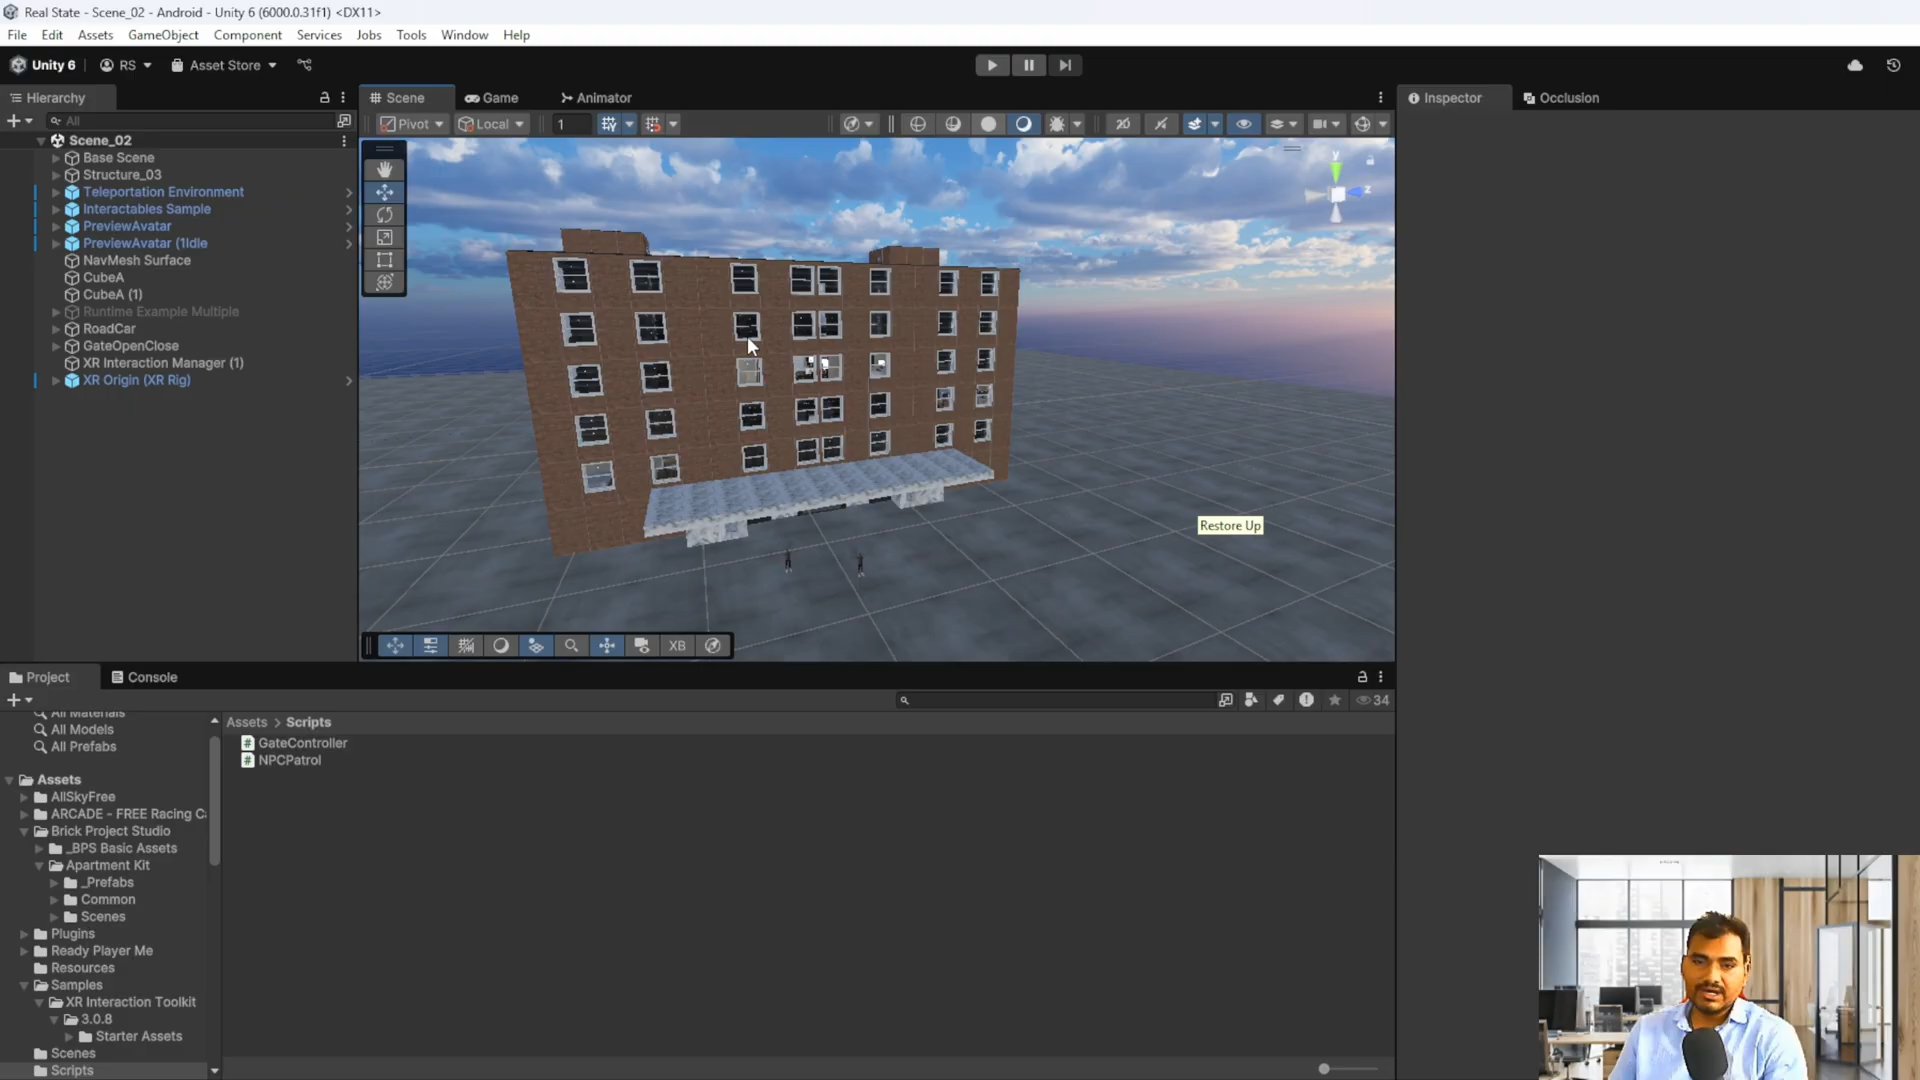 Real State - Scene_02 - Android - Unity 6 (6000.0.31f1) <DX11>
File Edit Assets GameObject Component Services Jobs Tools Window Help
Unity 6 RS Asset Store
Hierarchy
Scene Game Animator
Inspector Occlusion
All
Pivot Local 1 2D
Scene_02
Base Scene
Structure_03
Teleportation Environment
Interactables Sample
PreviewAvatar
PreviewAvatar (1Idle
NavMesh Surface
CubeA
CubeA (1)
Runtime Example Multiple
RoadCar
GateOpenClose
XR Interaction Manager (1)
XR Origin (XR Rig)
y
z
Restore Up
XB
Project Console
34
All Materials
All Models
All Prefabs
Assets
AllSkyFree
ARCADE - FREE Racing C
Brick Project Studio
_BPS Basic Assets
Apartment Kit
_Prefabs
Common
Scenes
Plugins
Ready Player Me
Resources
Samples
XR Interaction Toolkit
3.0.8
Starter Assets
Scenes
Scripts
Assets > Scripts
GateController
NPCPatrol